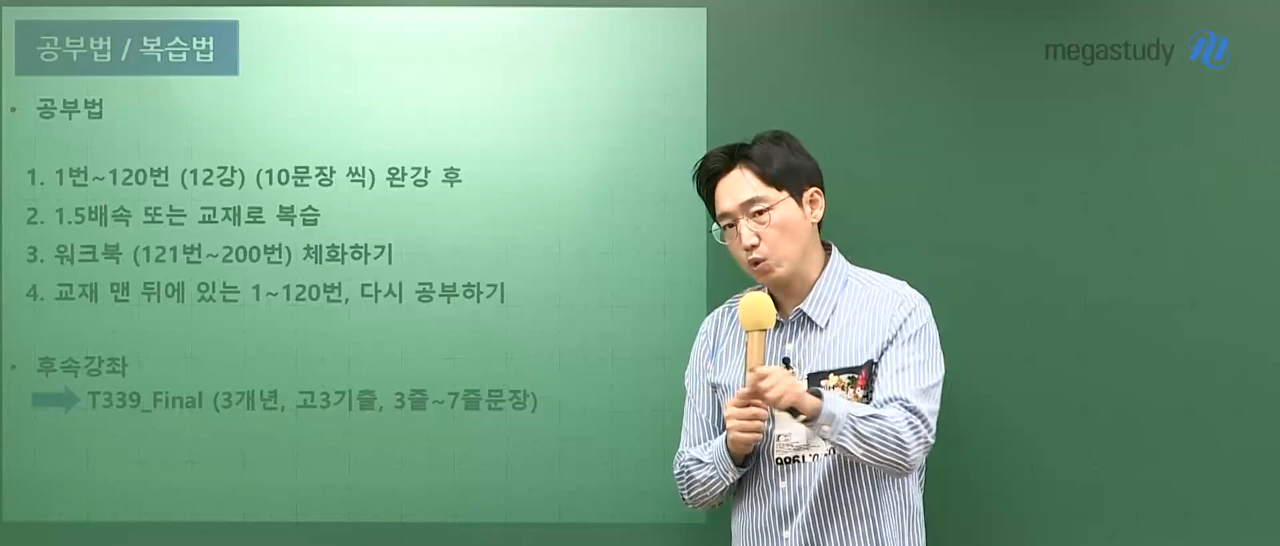 공부법 / 복습법
megastudy
• 공부법
1. 1번~120번 (12강) (10문장 씩) 완강 후
2. 1.5배속 또는 교재로 복습
3. 워크북 (121번~200번) 체화하기
4. 교재 맨 뒤에 있는 1~120번, 다시 공부하기
• 후속강좌
T339_Final (3개년, 고3기출, 3줄~7줄문장)